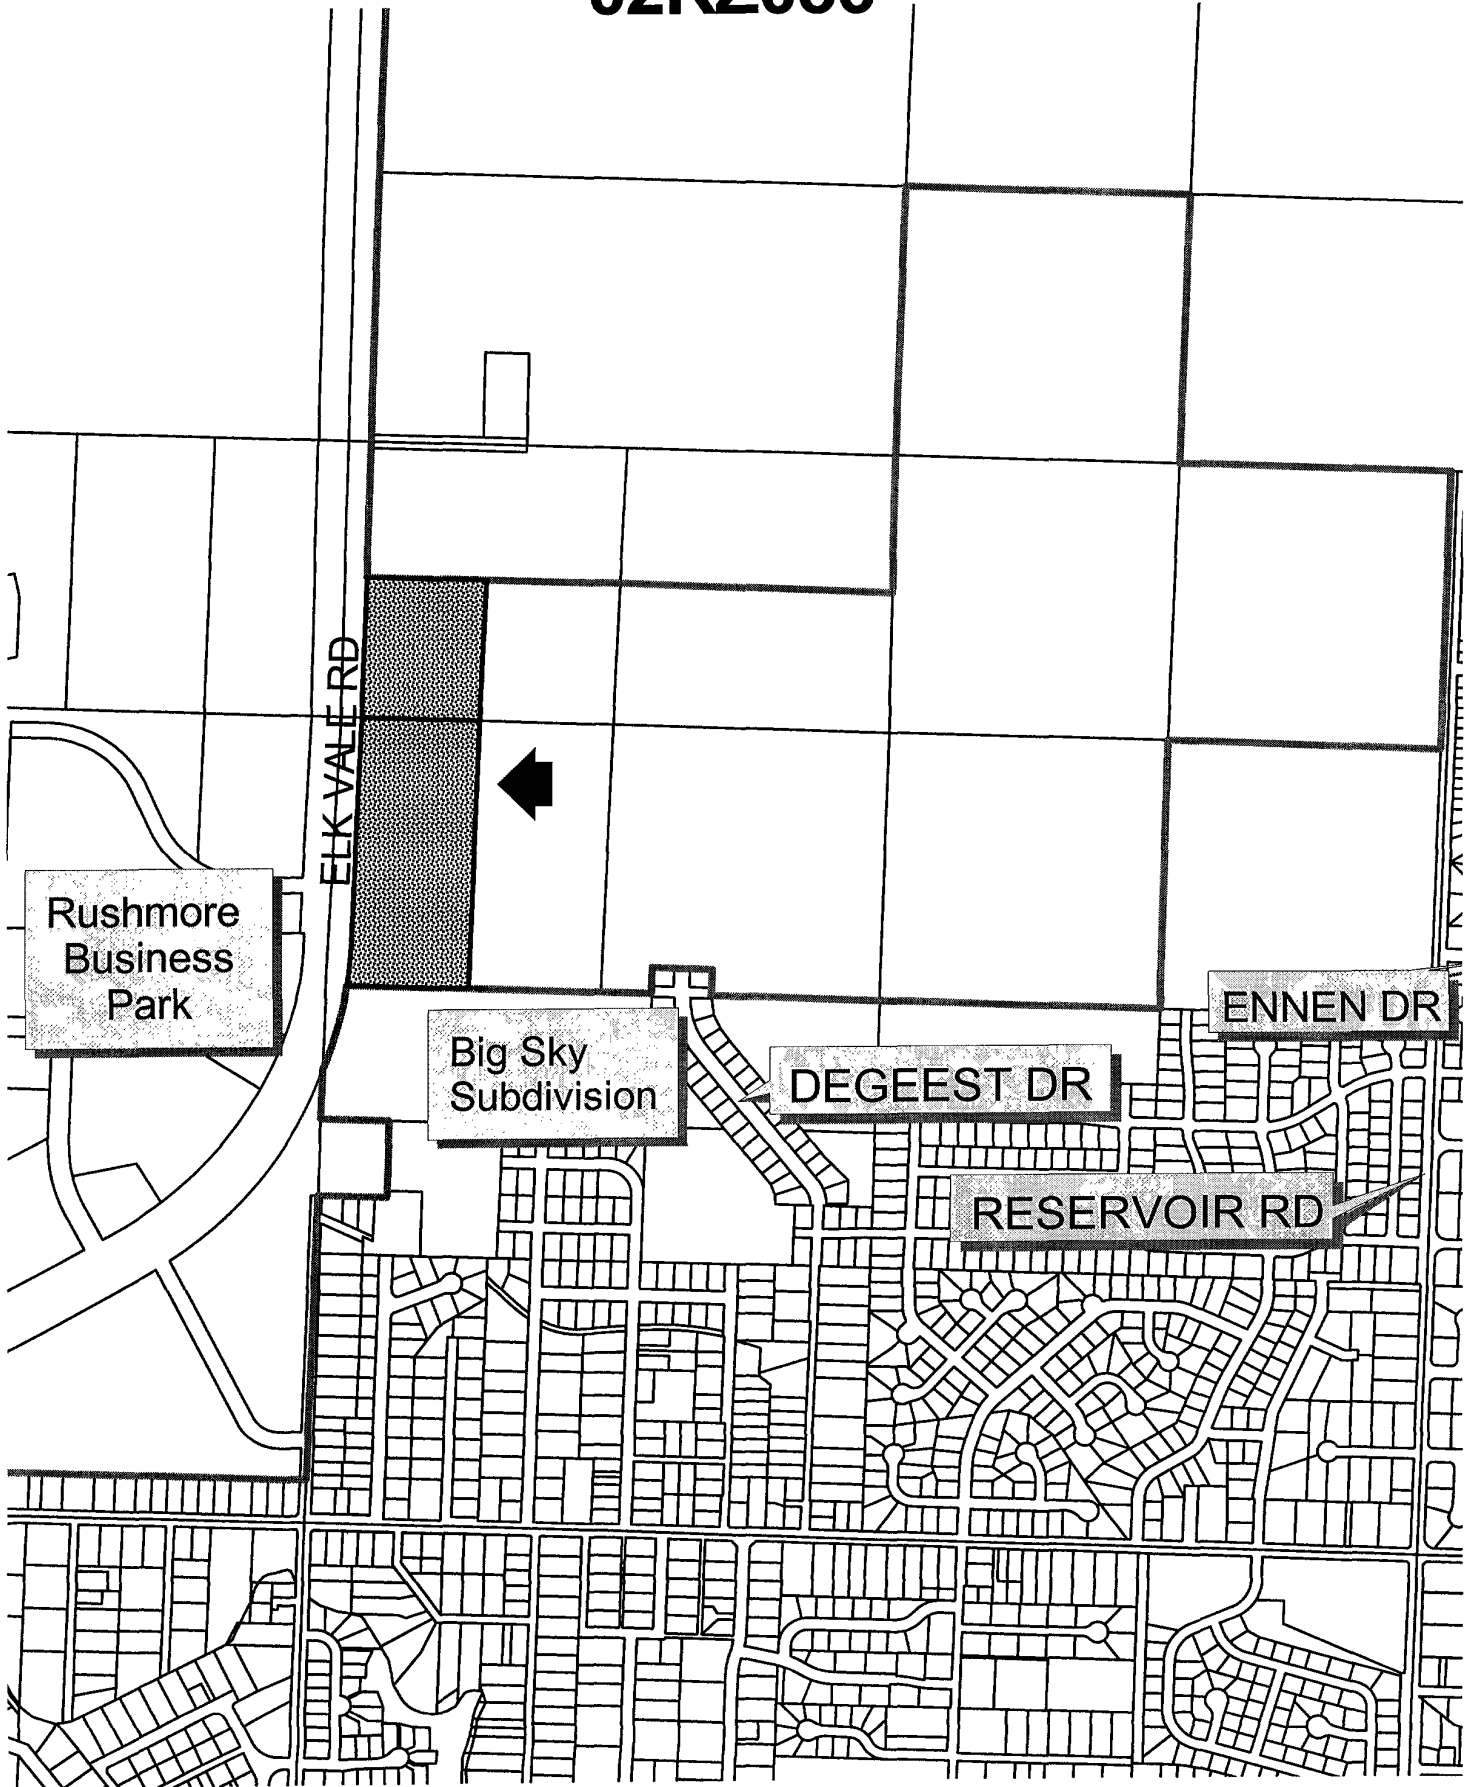 ELK VALE RD
Rushmore
Business
Park
Big Sky
Subdivision
DEGEEST DR
ENNEN DR
RESERVOIR RD